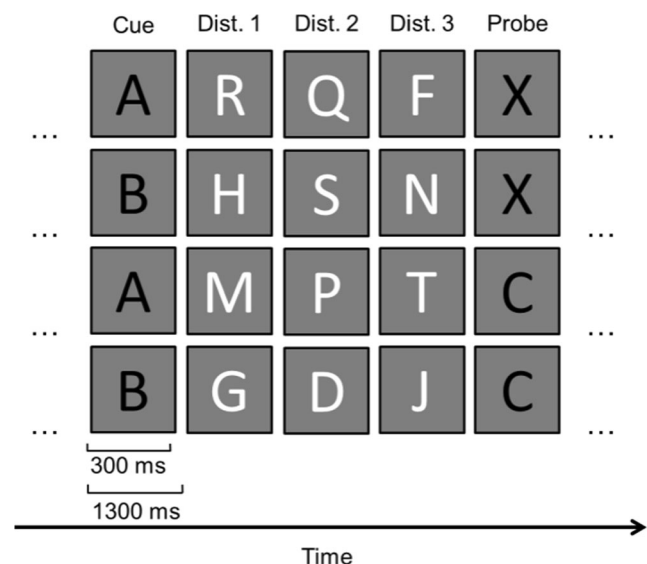 Cue Dist. 1 Dist. 2 Dist. 3 Probe
A R Q F X
... ...
B H S N X
... ...
A M P T C
... ...
B G D J C
... ...
300 ms
1300 ms
Time